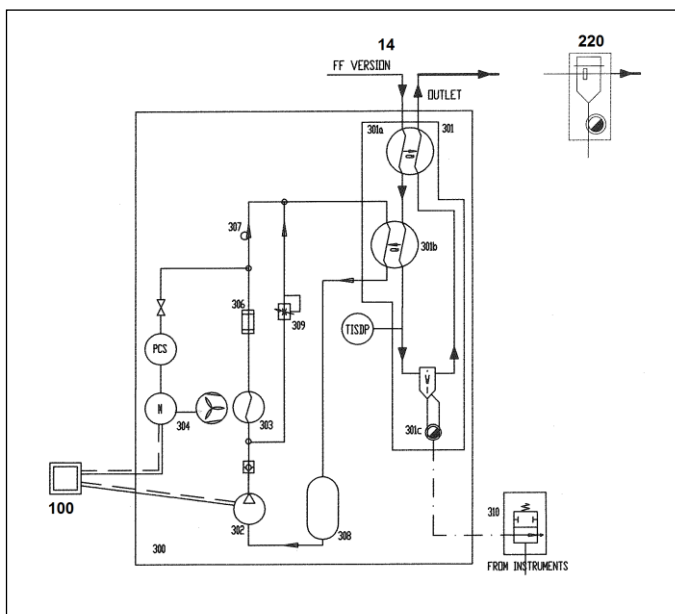 14
220
FF VERSION
OUTLET
301a
301
307
301b
306
309
TISDP
PCS
M
304
303
V
301c
100
302
308
310
300
FROM INSTRUMENTS